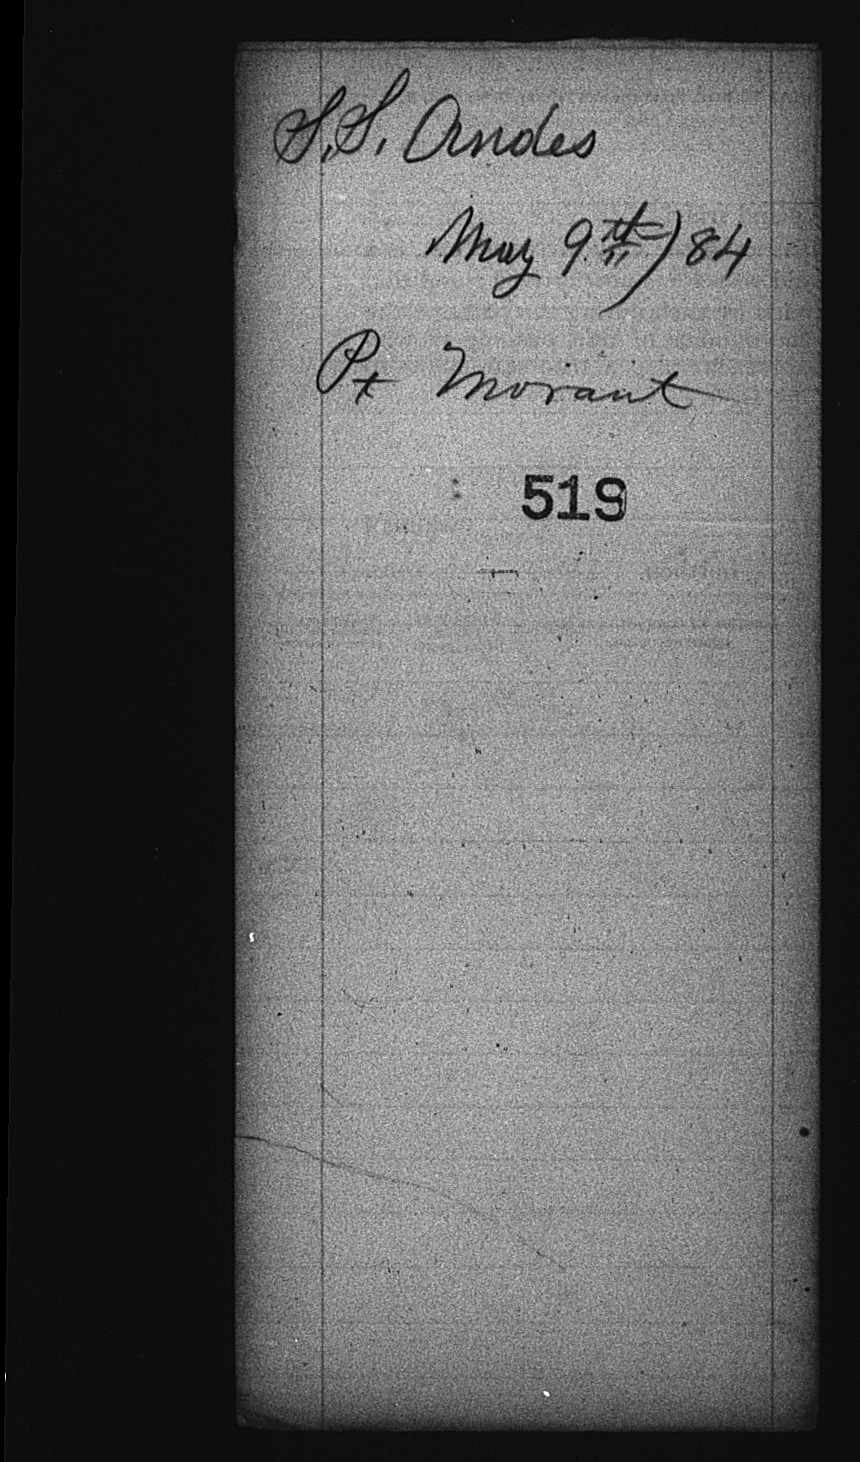 S.S. Andes
May 9th/84
Pt Morant
519